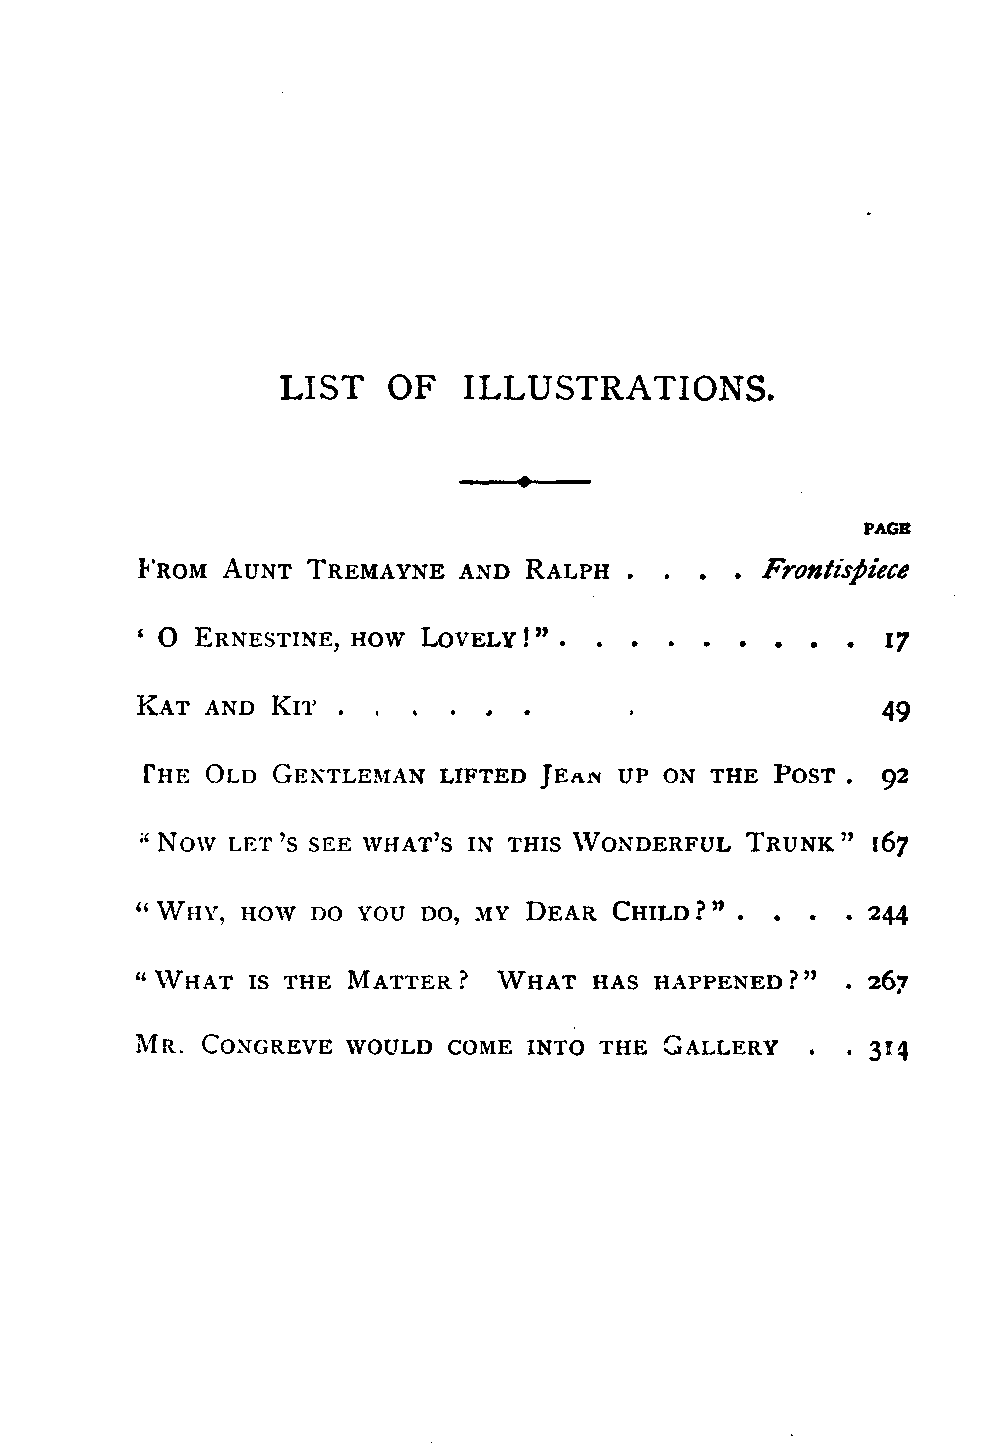 LIST OF ILLUSTRATIONS.
PAGE
FROM AUNT TREMAYNE AND RALPH . . . . Frontispiece
‘ O ERNESTINE, HOW LOVELY!” . . . . . . . . . 17
KAT AND KIT . . . . . . . 49
THE OLD GENTLEMAN LIFTED JEAN UP ON THE POST . 92
“NOW LET'S SEE WHAT'S IN THIS WONDERFUL TRUNK” 167
“WHY, HOW DO YOU DO, MY DEAR CHILD?” . . . . 244
“WHAT IS THE MATTER? WHAT HAS HAPPENED?” . 267
MR. CONGREVE WOULD COME INTO THE GALLERY . . 314